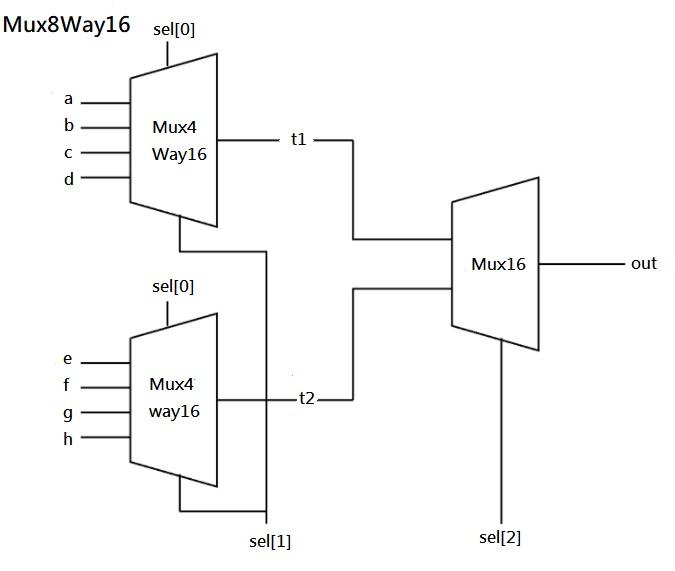 Mux8Way16
sel[0]
a
b
c
d
Mux4
Way16
t1
Mux16
out
sel[0]
e
f
g
h
Mux4
way16
t2
sel[1]
sel[2]